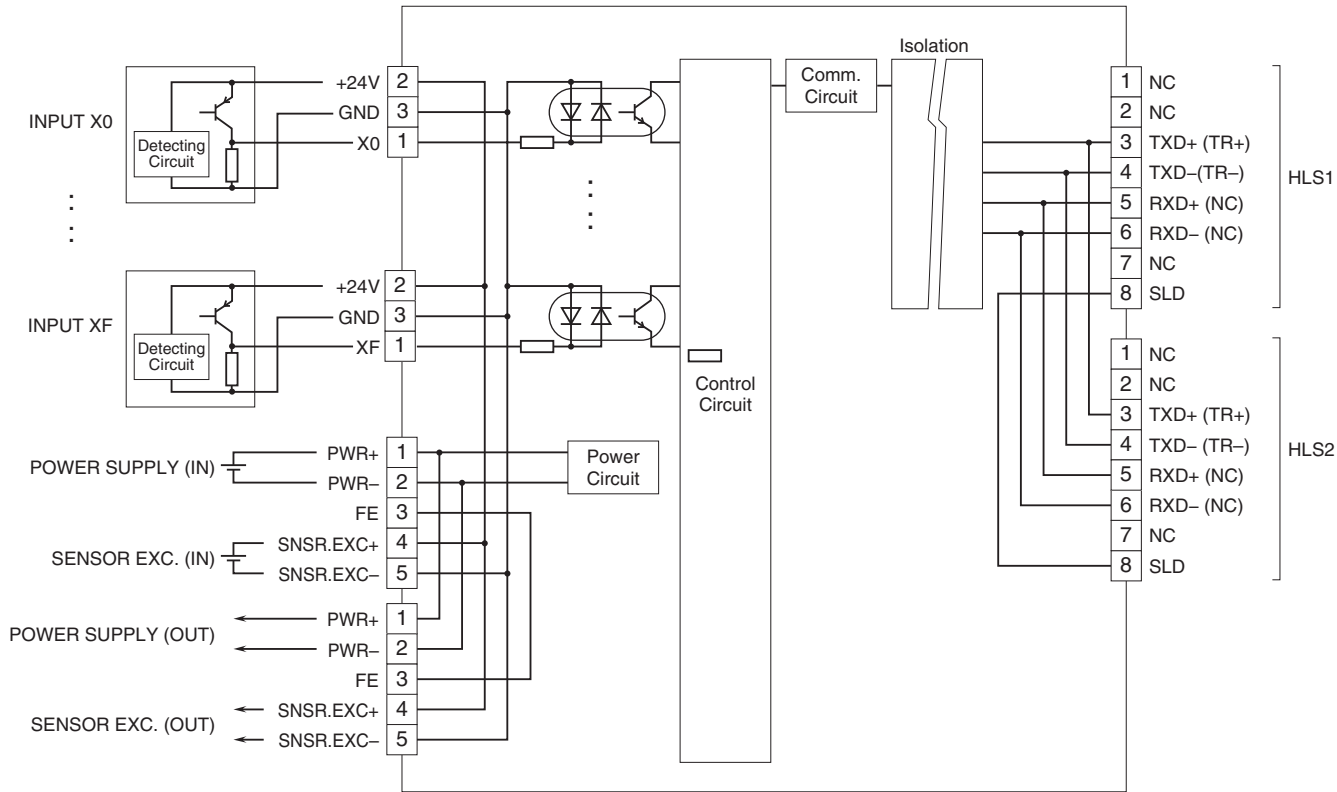 Isolation
Comm.
Circuit
INPUT X0
Detecting
Circuit
+24V 2
GND 3
X0 1
INPUT XF
Detecting
Circuit
+24V 2
GND 3
XF 1
Control
Circuit
POWER SUPPLY (IN)
PWR+ 1
PWR– 2
FE 3
Power
Circuit
SENSOR EXC. (IN)
SNSR.EXC+ 4
SNSR.EXC– 5
POWER SUPPLY (OUT)
PWR+ 1
PWR– 2
FE 3
SENSOR EXC. (OUT)
SNSR.EXC+ 4
SNSR.EXC– 5
1 NC
2 NC
3 TXD+ (TR+)
4 TXD–(TR–)
5 RXD+ (NC)
6 RXD– (NC)
7 NC
8 SLD
HLS1
1 NC
2 NC
3 TXD+ (TR+)
4 TXD– (TR–)
5 RXD+ (NC)
6 RXD– (NC)
7 NC
8 SLD
HLS2